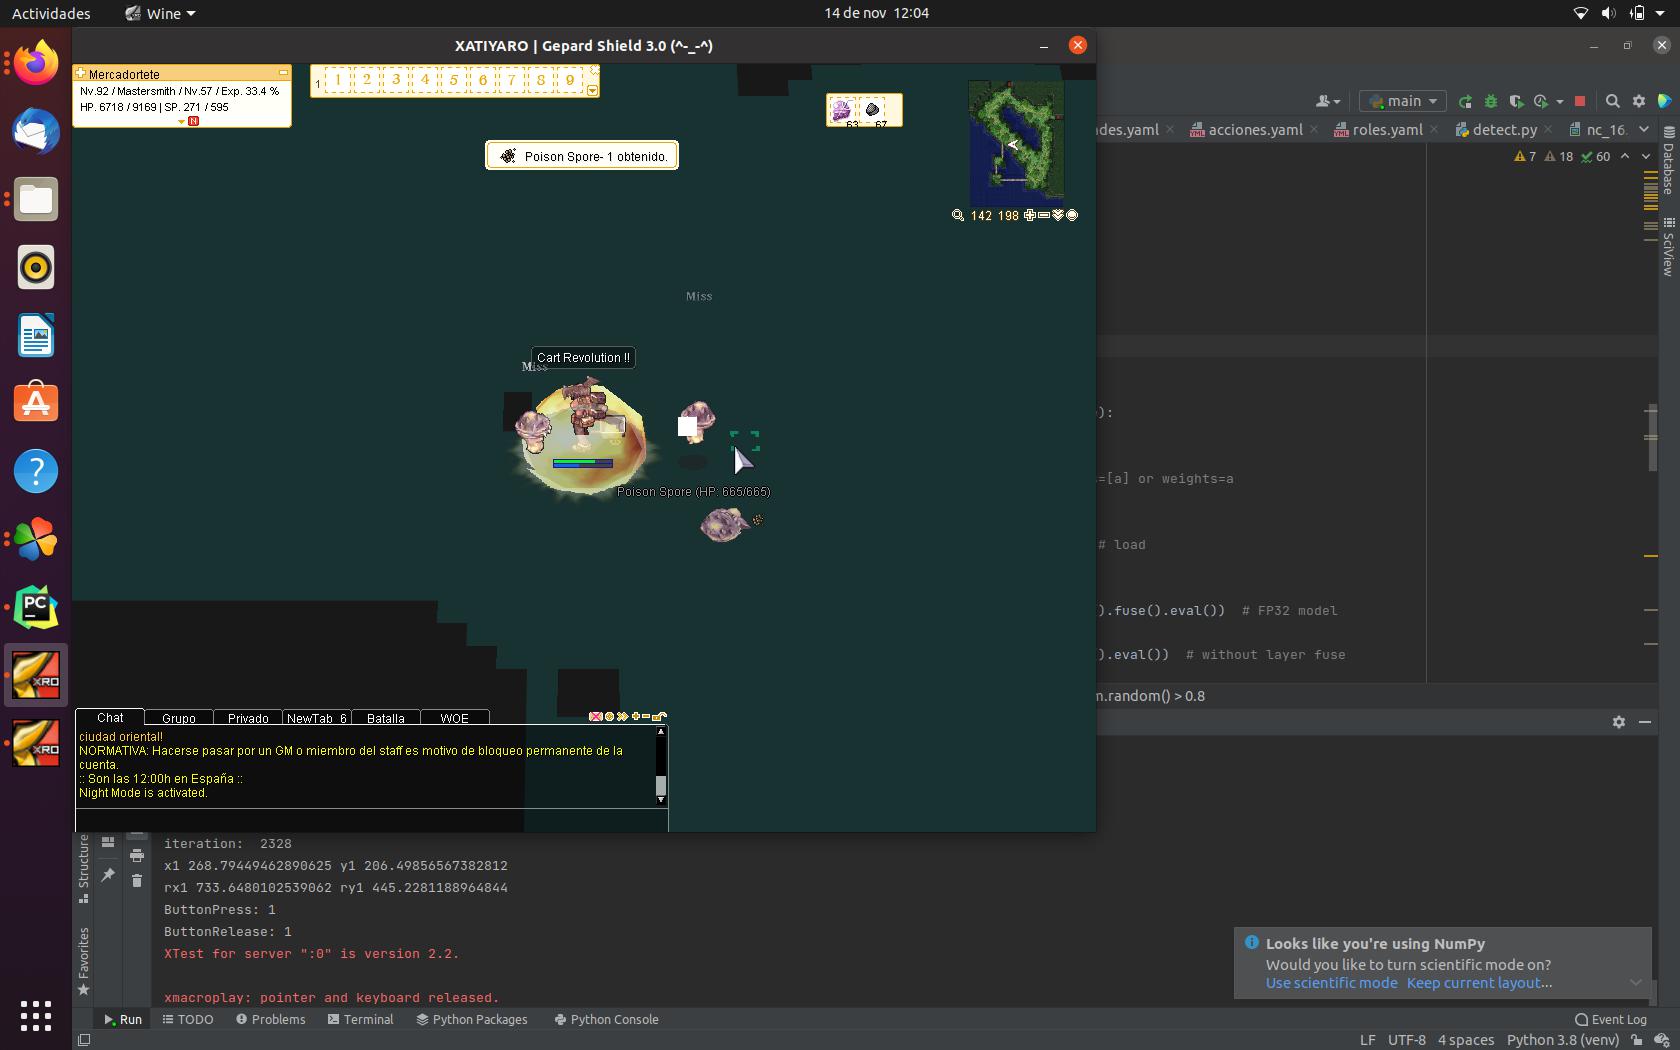 Actividades
Wine
14 de nov 12:04
XATIYARO | Gepard Shield 3.0 (^-_-^)
Mercadortete
Nv.92 / Mastersmith / Nv.57 / Exp. 33.4 %
HP. 6718 / 9169 | SP. 271 / 595
N
1 1 2 3 4 5 6 7 8 9
63 67
Poison Spore- 1 obtenido.
142 198
Miss
Cart Revolution !!
Miss
Poison Spore (HP: 665/665)
main
des.yaml
acciones.yaml
roles.yaml
detect.py
nc_16.
7 18 60
Database
SciView
):
=[a] or weights=a
# load
).fuse().eval()) # FP32 model
).eval()) # without layer fuse
m.random() > 0.8
Chat Grupo Privado NewTab_6 Batalla WOE
ciudad oriental!
NORMATIVA: Hacerse pasar por un GM o miembro del staff es motivo de bloqueo permanente de la
cuenta.
:: Son las 12:00h en España ::
Night Mode is activated.
Structure
Favorites
iteration: 2328
x1 268.79449462890625 y1 206.49856567382812
rx1 733.6480102539062 ry1 445.2281188964844
ButtonPress: 1
ButtonRelease: 1
XTest for server ":0" is version 2.2.
xmacroplay: pointer and keyboard released.
Looks like you're using NumPy
Would you like to turn scientific mode on?
Use scientific mode Keep current layout...
Run TODO Problems Terminal Python Packages Python Console
Event Log
LF UTF-8 4 spaces Python 3.8 (venv)
PC
XRO
XRO